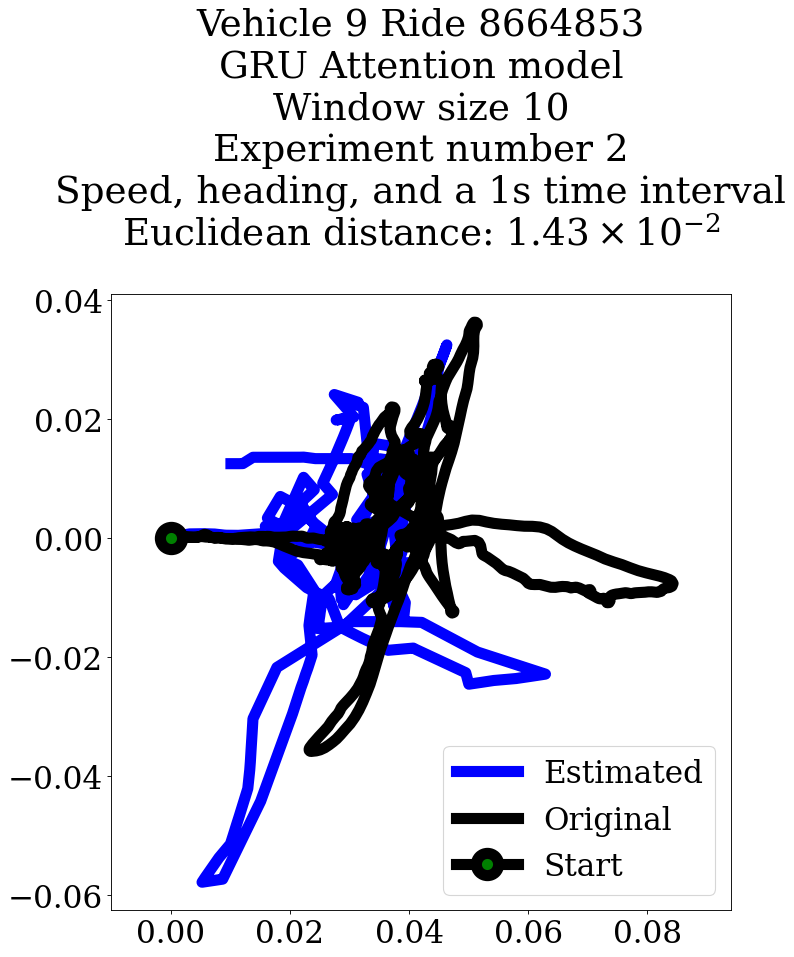 Vehicle 9 Ride 8664853
GRU Attention model
Window size 10
Experiment number 2
Speed, heading, and a 1s time interval
Euclidean distance: 1.43 × 10⁻²
0.04
0.02
0.00
−0.02
−0.04
−0.06
0.00 0.02 0.04 0.06 0.08
Estimated
Original
Start